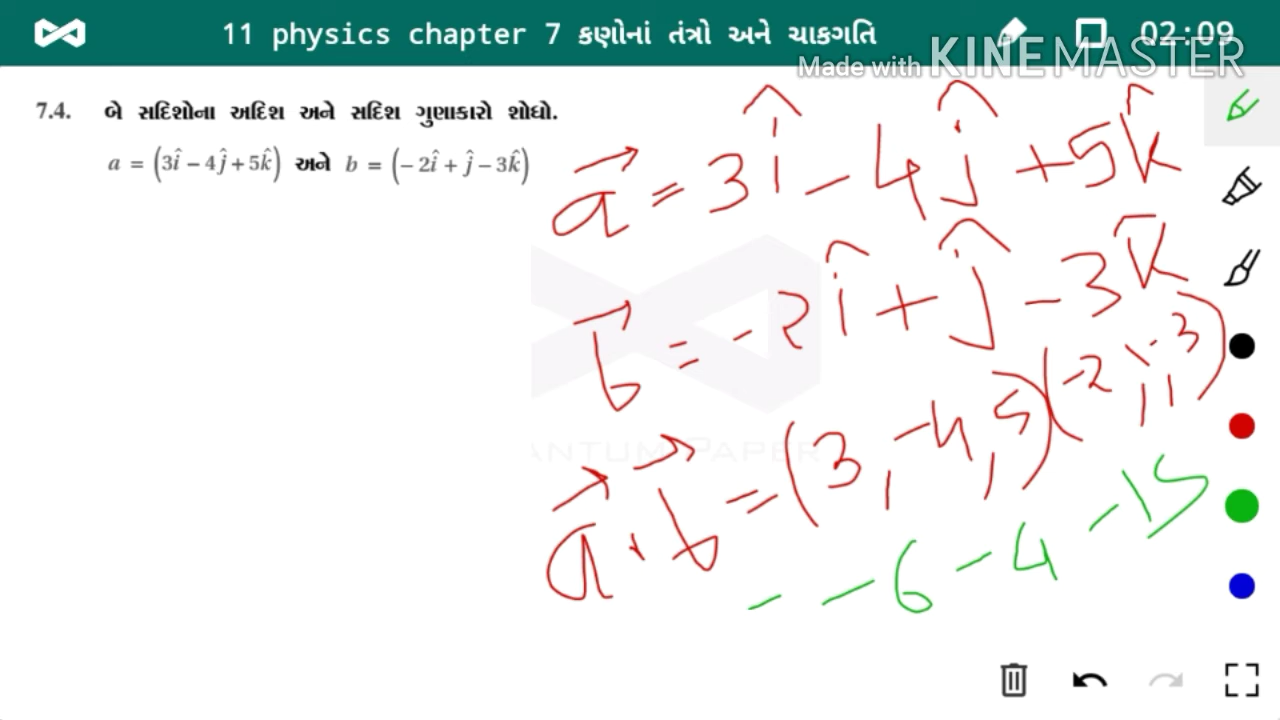 11 physics chapter 7 કણોનાં તંત્રો અને ચાકગતિ
02:09
Made with KINEMASTER
7.4. બે સદિશોના અદિશ અને સદિશ ગુણાકારો શોધો.
a = (3î − 4ĵ + 5k̂) અને b = (− 2î + ĵ − 3k̂)
a⃗ = 3î − 4ĵ + 5k̂
b⃗ = −2î + ĵ − 3k̂
a⃗ · b⃗ = (3, −4, 5)(−2, 1, −3)
− −6 −4 −15